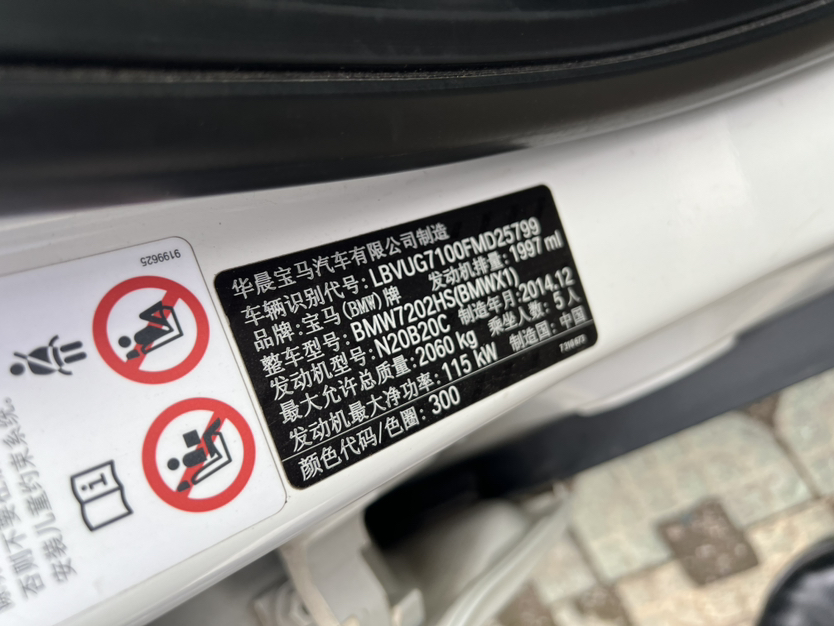 华晨宝马汽车有限公司制造
车辆识别代号: LBVUG7100FMD25799
品牌: 宝马(BMW)牌 发动机排量: 1997 ml
整车型号: BMW7202HS(BMWX1)
发动机型号: N20B20C 制造年月: 2014.12
最大允许总质量: 2060 kg 乘坐人数: 5 人
发动机最大净功率: 115 kW 制造国: 中国
颜色代码/色圈: 300
9199625
否则不要在
安装儿童约束系统.